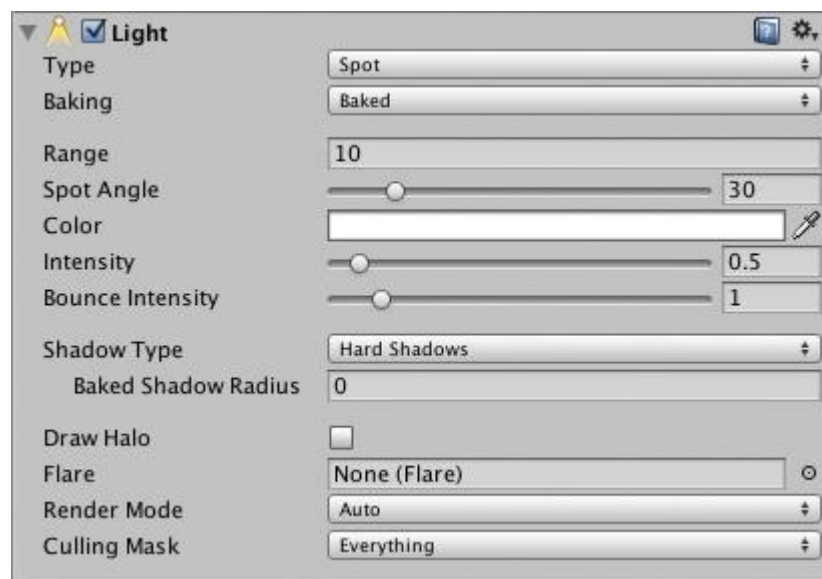 Light
Type Spot
Baking Baked
Range 10
Spot Angle 30
Color
Intensity 0.5
Bounce Intensity 1
Shadow Type Hard Shadows
Baked Shadow Radius 0
Draw Halo
Flare None (Flare)
Render Mode Auto
Culling Mask Everything